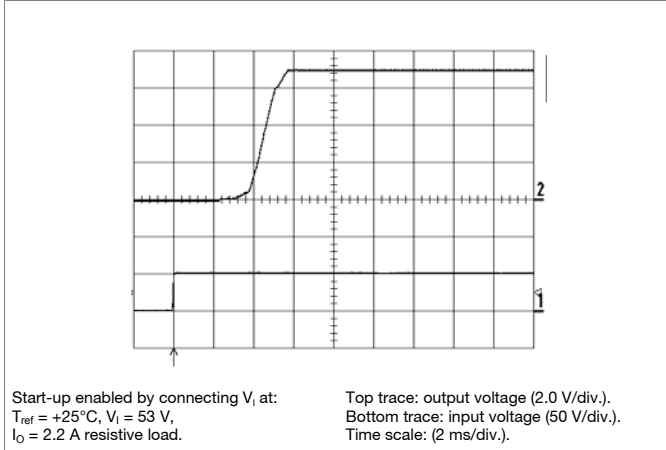 2
1
Start-up enabled by connecting VI at:
Tref = +25°C, VI = 53 V,
IO = 2.2 A resistive load.
Top trace: output voltage (2.0 V/div.).
Bottom trace: input voltage (50 V/div.).
Time scale: (2 ms/div.).